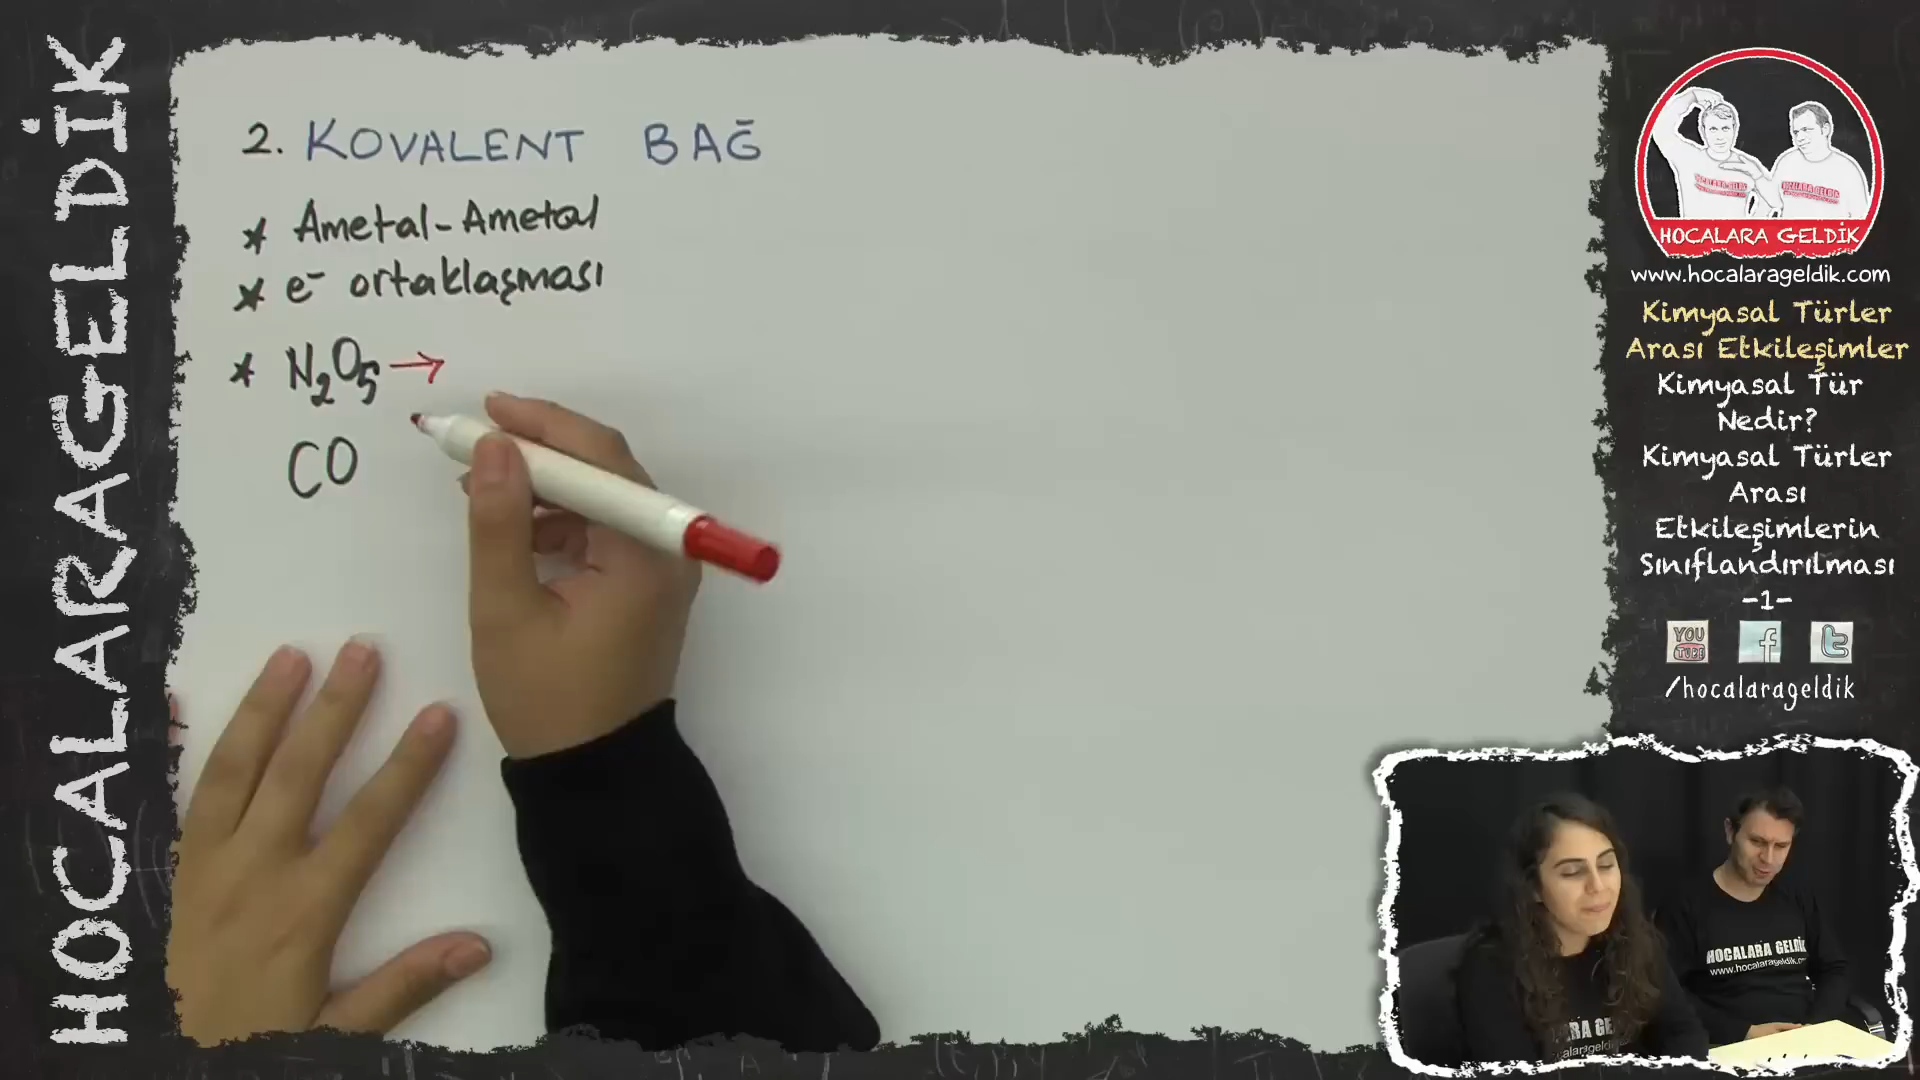 HOCALARAGELDİK
2. KOVALENT BAĞ
* Ametal-Ametal
* e⁻ ortaklaşması
* N₂O₅ →
CO
HOCALARA GELDİK
www.hocalarageldik.com
Kimyasal Türler
Arası Etkileşimler
Kimyasal Tür
Nedir?
Kimyasal Türler
Arası
Etkileşimlerin
Sınıflandırılması
-1-
YOU
TUBE
/hocalarageldik
HOCALARA GELDİK
www.hocalarageldik.com